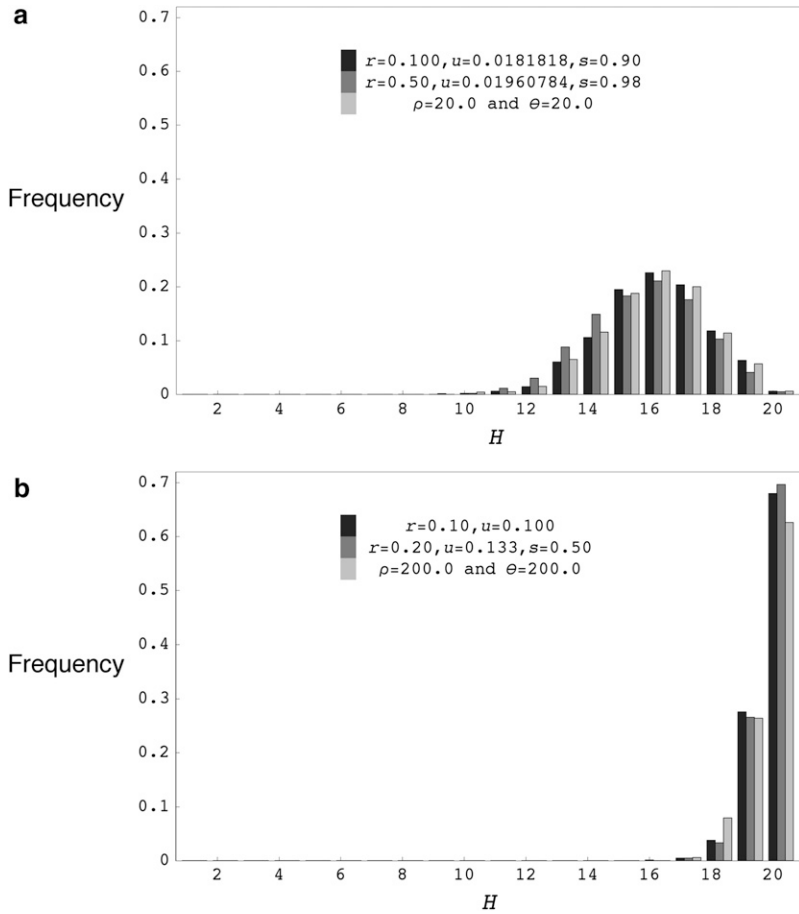 a
0.7
r=0.100,u=0.0181818,s=0.90
0.6
r=0.50,u=0.01960784,s=0.98
ρ=20.0 and θ=20.0
0.5
0.4
Frequency
0.3
0.2
0.1
0
2 4 6 8 10 12 14 16 18 20
H
b
0.7
r=0.10,u=0.100
0.6
r=0.20,u=0.133,s=0.50
ρ=200.0 and θ=200.0
0.5
0.4
Frequency
0.3
0.2
0.1
0
2 4 6 8 10 12 14 16 18 20
H